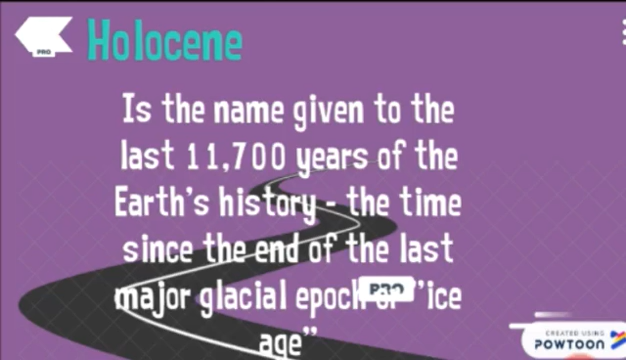 PRO
Holocene
Is the name given to the
last 11,700 years of the
Earth's history - the time
since the end of the last
major glacial epoch or "ice
PRO
age"
CREATED USING
POWTOON